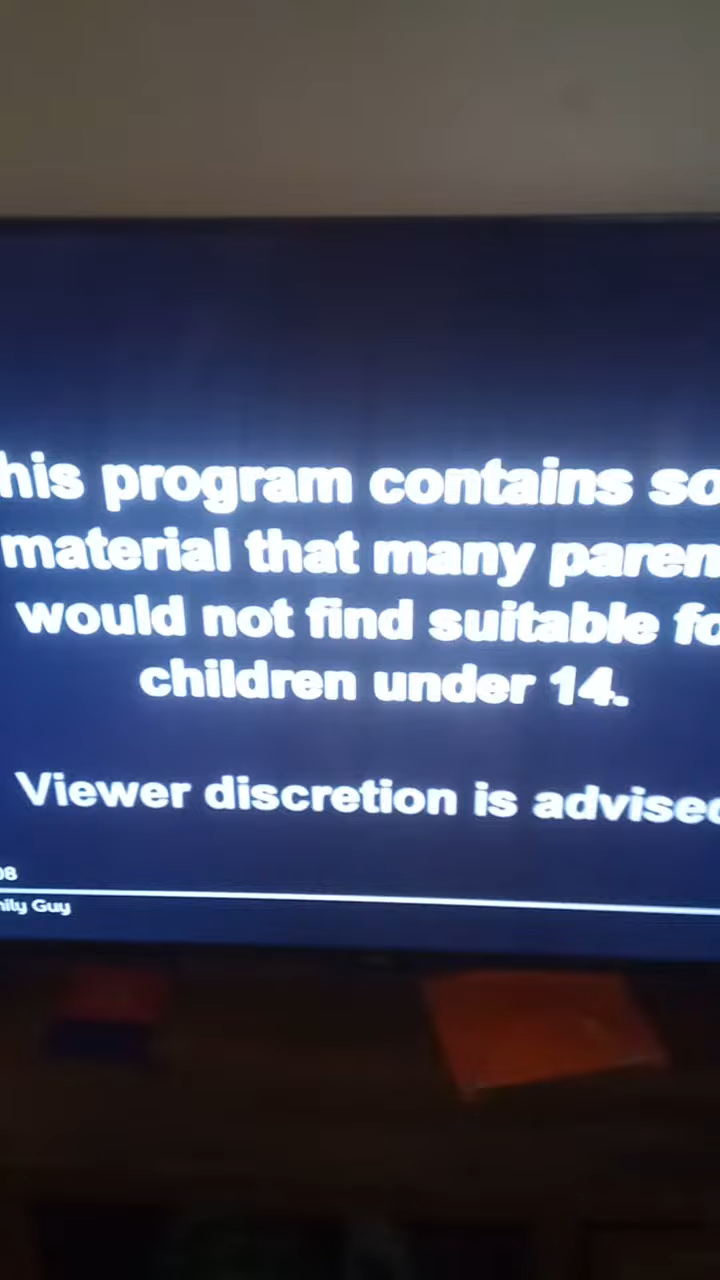 his program contains so
material that many paren
would not find suitable fo
children under 14.
Viewer discretion is advised
08
ily Guy